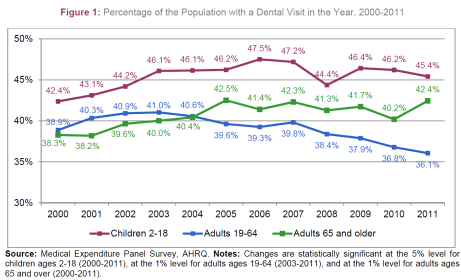 Figure 1: Percentage of the Population with a Dental Visit in the Year, 2000-2011
50%
45%
40%
35%
30%
42.4% 43.1% 44.2% 46.1% 46.1% 46.2% 47.5% 47.2% 44.4% 46.4% 46.2% 45.4%
38.9% 40.3% 40.9% 41.0% 40.6% 39.6% 39.3% 39.8% 38.4% 37.9% 36.8% 36.1%
38.3% 38.2% 39.6% 40.0% 40.4% 42.5% 41.4% 42.3% 41.3% 41.7% 40.2% 42.4%
2000 2001 2002 2003 2004 2005 2006 2007 2008 2009 2010 2011
Children 2-18 Adults 19-64 Adults 65 and older
Source: Medical Expenditure Panel Survey, AHRQ. Notes: Changes are statistically significant at the 5% level for
children ages 2-18 (2000-2011), at the 1% level for adults ages 19-64 (2003-2011), and at the 1% level for adults ages
65 and over (2000-2011).